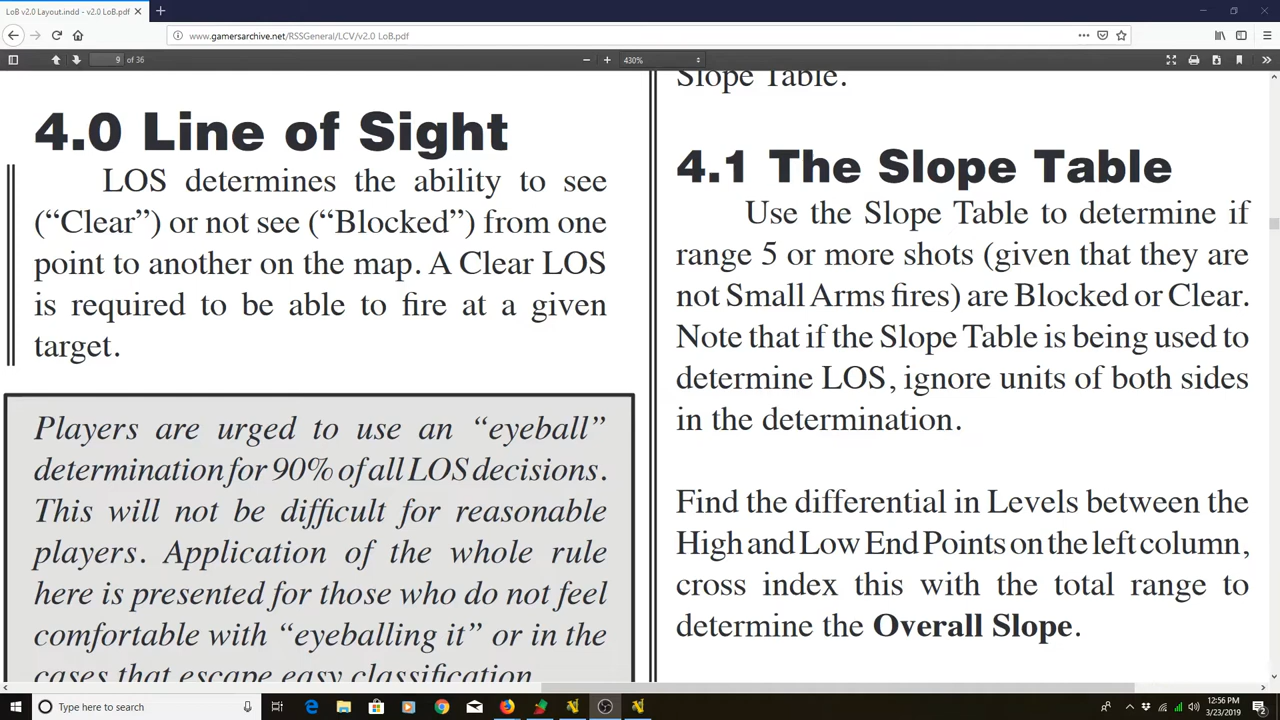 LoB v2.0 Layout.indd - v2.0 LoB.pdf
www.gamersarchive.net/RSSGeneral/LCV/v2.0 LoB.pdf
9 of 36
430%
4.0 Line of Sight
LOS determines the ability to see
(“Clear”) or not see (“Blocked”) from one
point to another on the map. A Clear LOS
is required to be able to fire at a given
target.
Players are urged to use an “eyeball”
determination for 90% of all LOS decisions.
This will not be difficult for reasonable
players. Application of the whole rule
here is presented for those who do not feel
comfortable with “eyeballing it” or in the
cases that escape easy classification.
Slope Table.
4.1 The Slope Table
Use the Slope Table to determine if
range 5 or more shots (given that they are
not Small Arms fires) are Blocked or Clear.
Note that if the Slope Table is being used to
determine LOS, ignore units of both sides
in the determination.
Find the differential in Levels between the
High and Low End Points on the left column,
cross index this with the total range to
determine the Overall Slope.
Type here to search
12:56 PM
3/23/2019
2